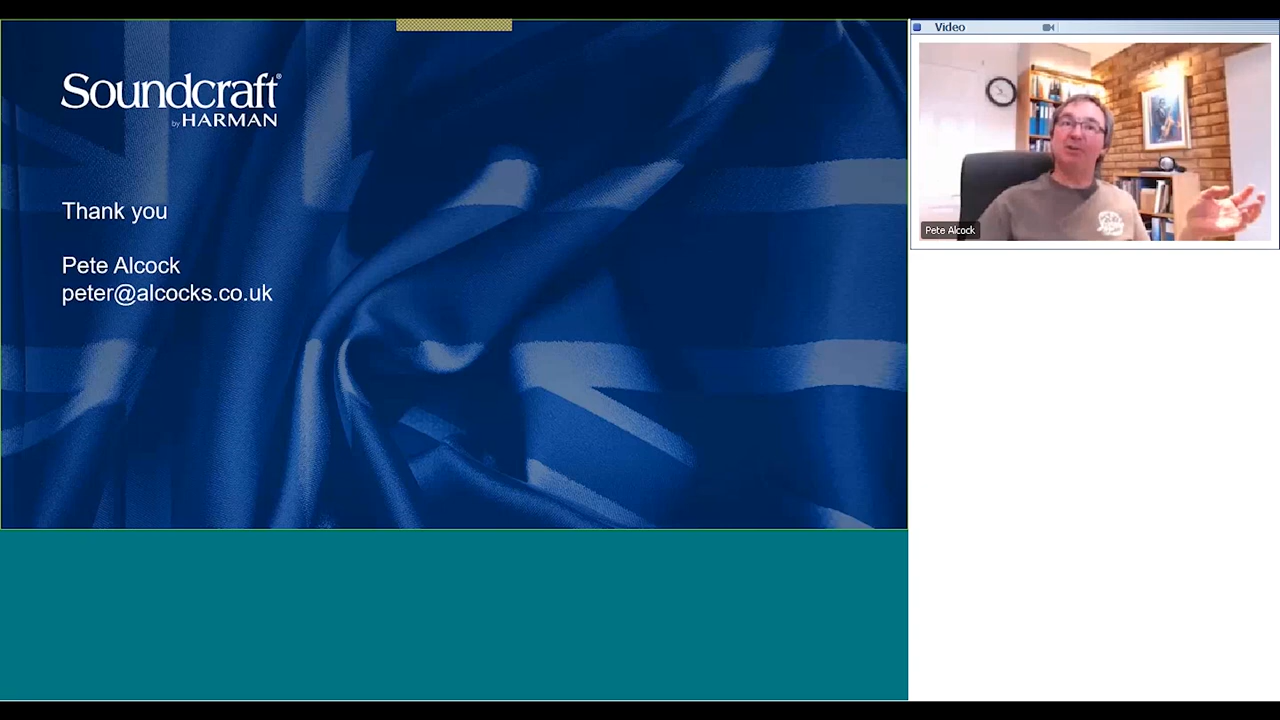 Soundcraft®
by HARMAN
Thank you
Pete Alcock
peter@alcocks.co.uk
Video
Pete Alcock